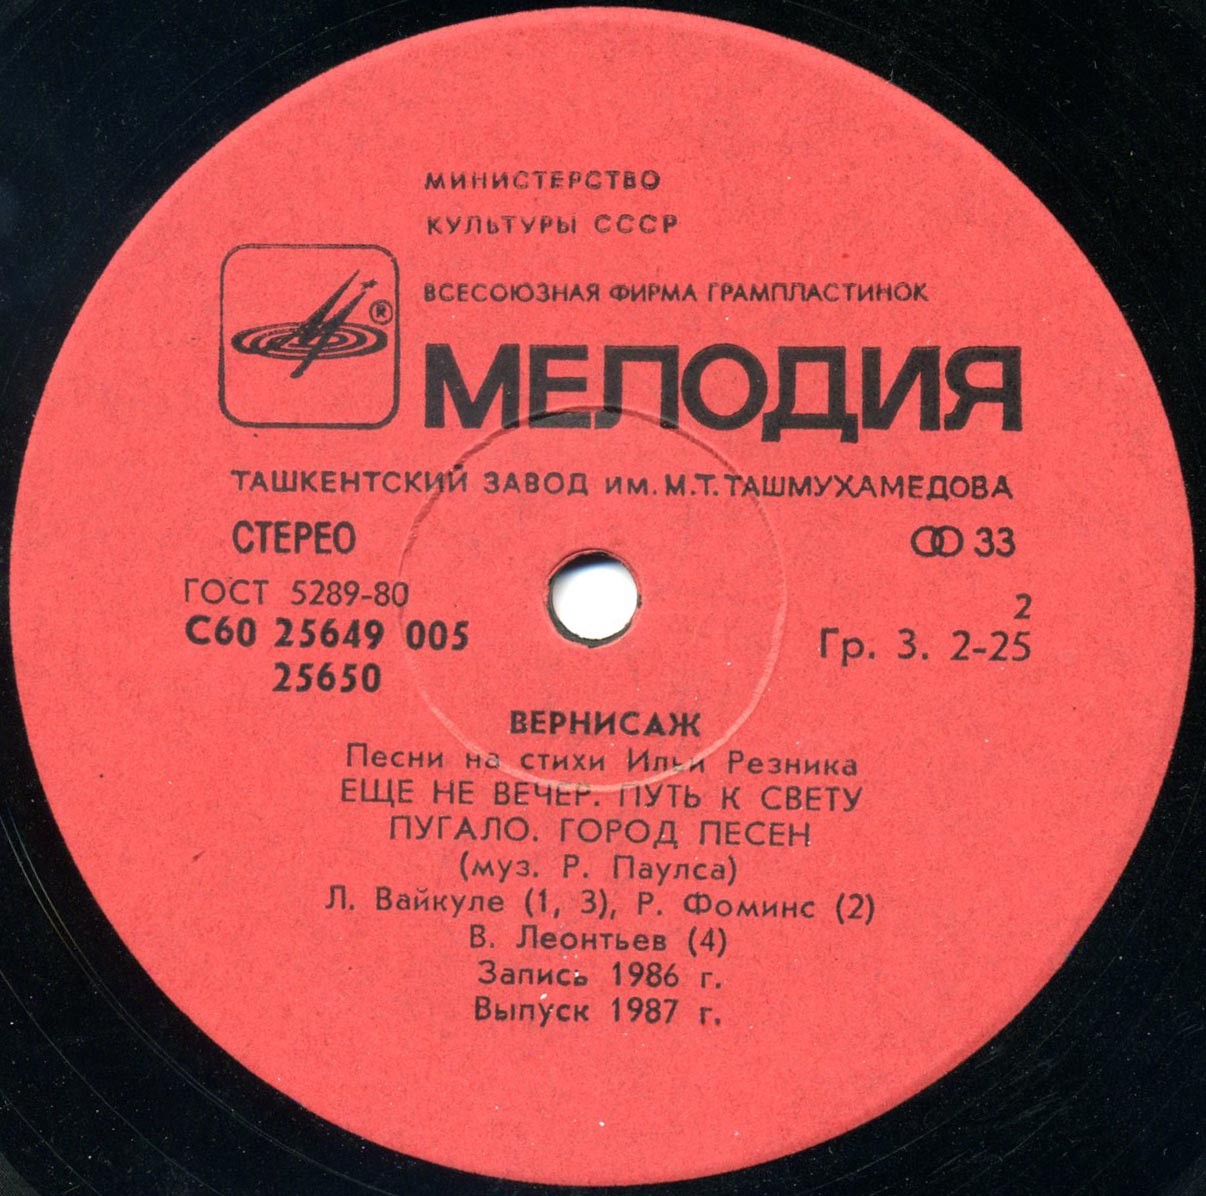 МИНИСТЕРСТВО
КУЛЬТУРЫ СССР
ВСЕСОЮЗНАЯ ФИРМА ГРАМПЛАСТИНОК
®
МЕЛОДИЯ
ТАШКЕНТСКИЙ ЗАВОД им. М.Т. ТАШМУХАМЕДОВА
СТЕРЕО
33
ГОСТ 5289-80
2
С60 25649 005
Гр. 3. 2-25
25650
ВЕРНИСАЖ
Песни на стихи Ильи Резника
ЕЩЕ НЕ ВЕЧЕР. ПУТЬ К СВЕТУ
ПУГАЛО. ГОРОД ПЕСЕН
(муз. Р. Паулса)
Л. Вайкуле (1, 3), Р. Фоминс (2)
В. Леонтьев (4)
Запись 1986 г.
Выпуск 1987 г.